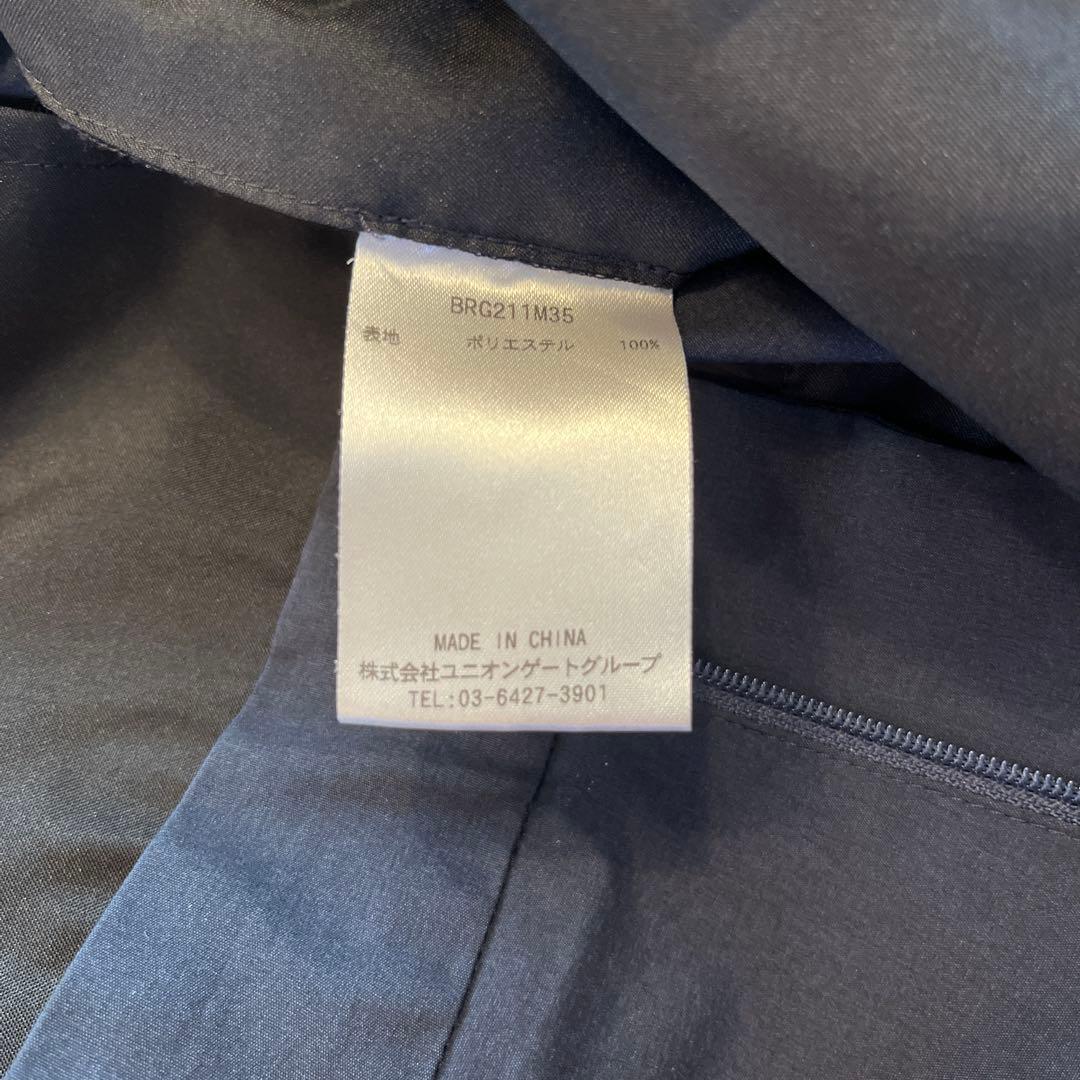 BRG211M35
表地 ポリエステル 100%
MADE IN CHINA
株式会社ユニオンゲートグループ
TEL:03-6427-3901